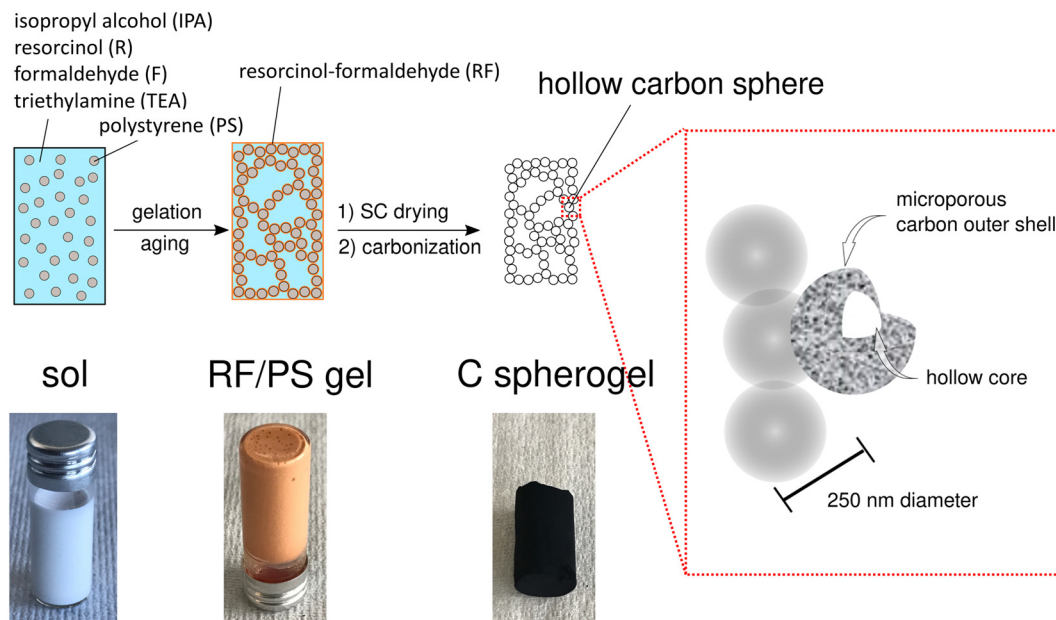 isopropyl alcohol (IPA)
resorcinol (R)
formaldehyde (F)
triethylamine (TEA)
polystyrene (PS)
resorcinol-formaldehyde (RF)
hollow carbon sphere
gelation
aging
1) SC drying
2) carbonization
microporous
carbon outer shell
hollow core
250 nm diameter
sol
RF/PS gel
C spherogel